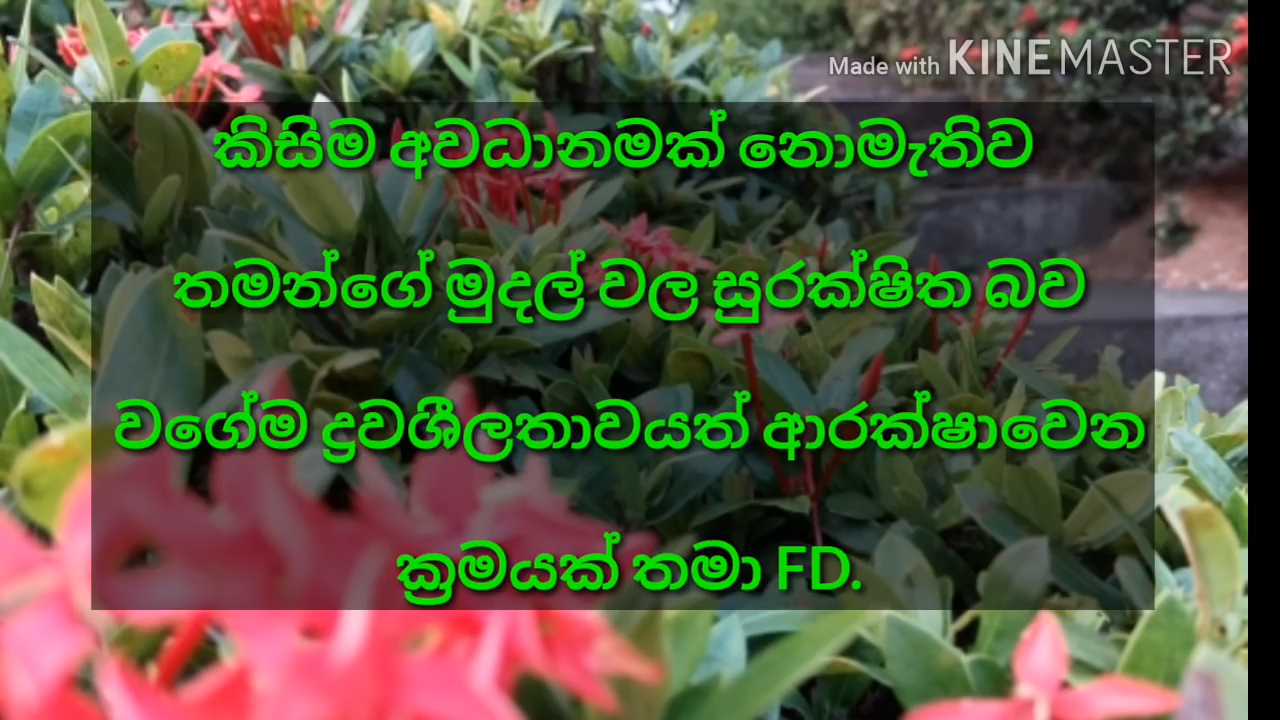 Made with KINEMASTER
කිසිම අවධානමක් නොමැතිව
තමන්ගේ මුදල් වල සුරක්ෂිත බව
වගේම ද්‍රවශීලතාවයත් ආරක්ෂාවෙන
ක්‍රමයක් තමා FD.